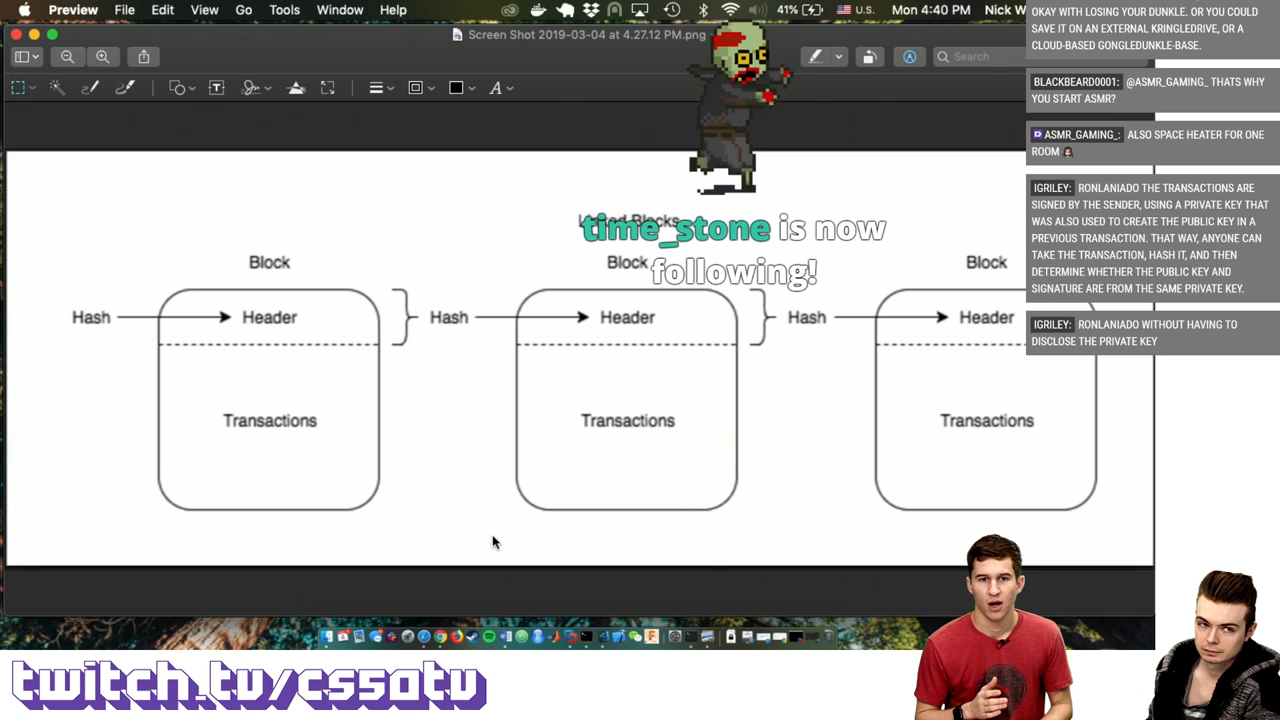 Preview File Edit View Go Tools Window Help 41% U.S. Mon 4:40 PM Nick W
Screen Shot 2019-03-04 at 4.27.12 PM.png
Search
Linked Blocks
time_stone is now
following!
Block Block Block
Hash Header Hash Header Hash Header
Transactions Transactions Transactions
OKAY WITH LOSING YOUR DUNKLE. OR YOU COULD
SAVE IT ON AN EXTERNAL KRINGLEDRIVE, OR A
CLOUD-BASED GONGLEDUNKLE-BASE.
BLACKBEARD0001: @ASMR_GAMING_ THATS WHY
YOU START ASMR?
ASMR_GAMING_: ALSO SPACE HEATER FOR ONE
ROOM
IGRILEY: RONLANIADO THE TRANSACTIONS ARE
SIGNED BY THE SENDER, USING A PRIVATE KEY THAT
WAS ALSO USED TO CREATE THE PUBLIC KEY IN A
PREVIOUS TRANSACTION. THAT WAY, ANYONE CAN
TAKE THE TRANSACTION, HASH IT, AND THEN
DETERMINE WHETHER THE PUBLIC KEY AND
SIGNATURE ARE FROM THE SAME PRIVATE KEY.
IGRILEY: RONLANIADO WITHOUT HAVING TO
DISCLOSE THE PRIVATE KEY
twitch.tv/cssatv